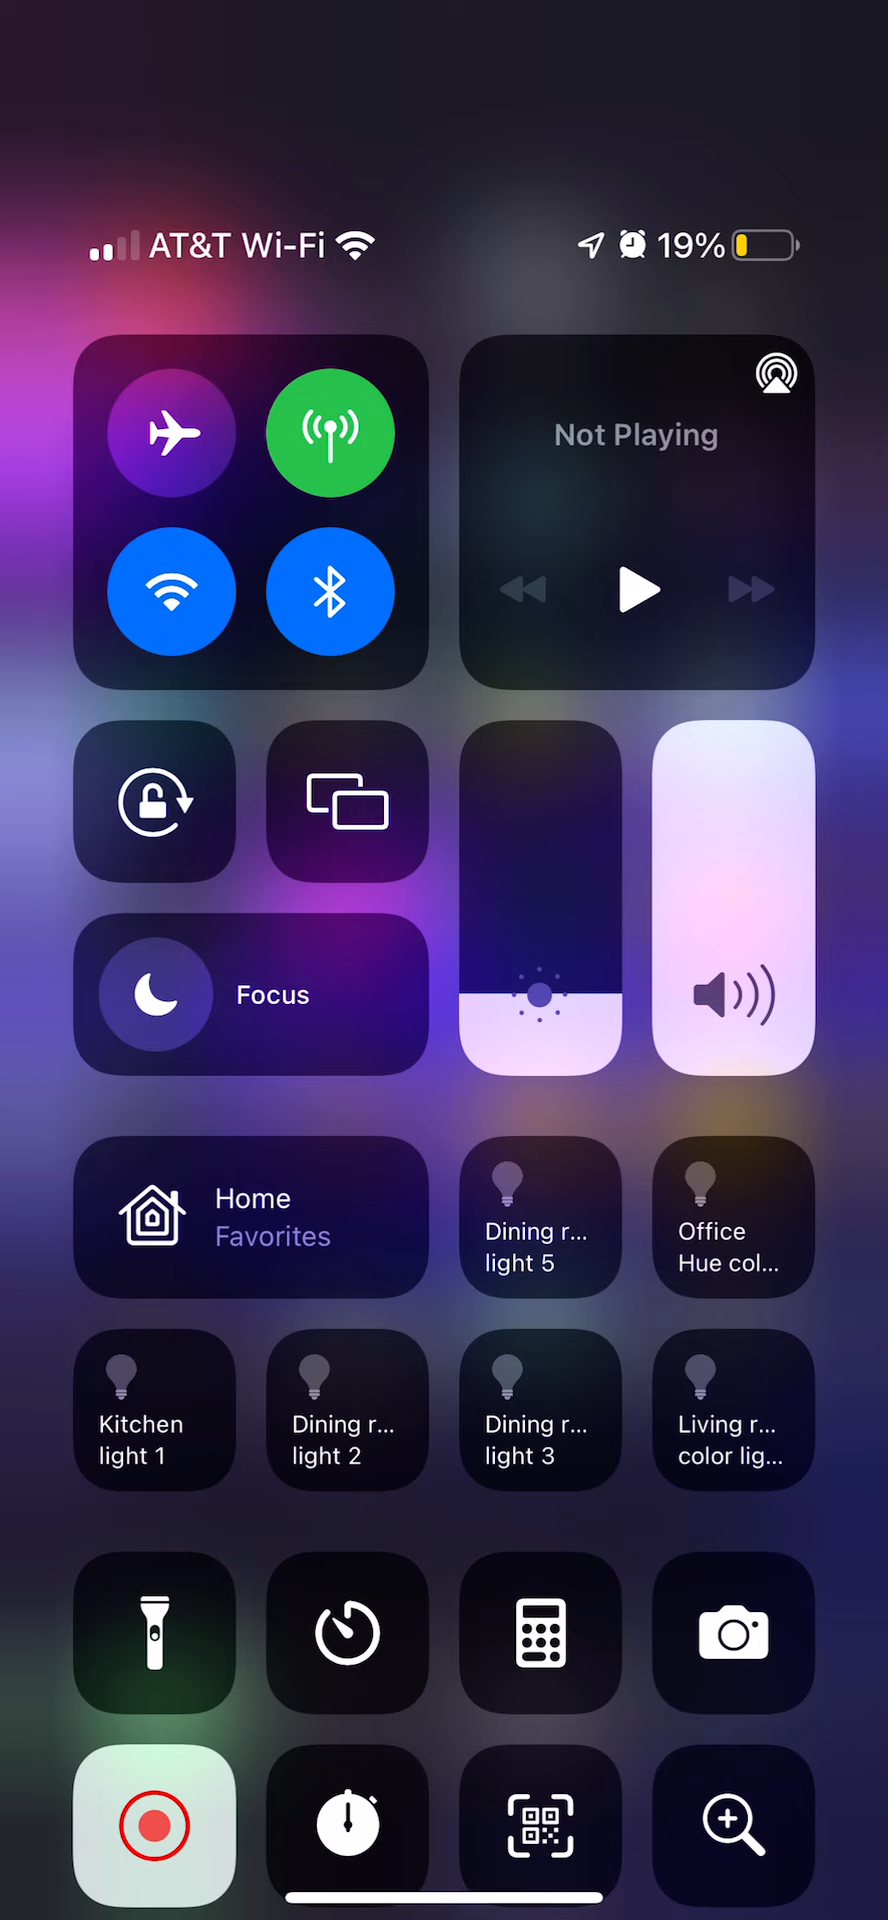 AT&T Wi-Fi
19%
Not Playing
Focus
Home
Favorites
Dining r...
light 5
Office
Hue col...
Kitchen
light 1
Dining r...
light 2
Dining r...
light 3
Living r...
color lig...